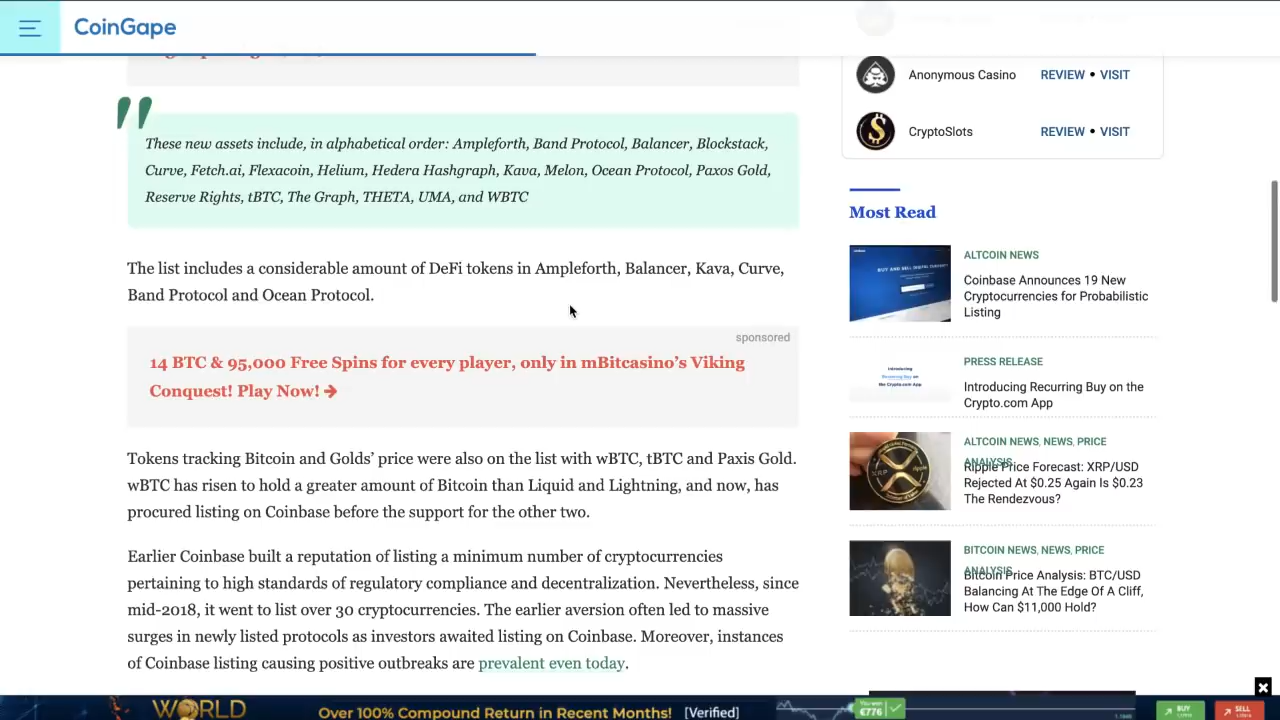 CoinGape
These new assets include, in alphabetical order: Ampleforth, Band Protocol, Balancer, Blockstack,
Curve, Fetch.ai, Flexacoin, Helium, Hedera Hashgraph, Kava, Melon, Ocean Protocol, Paxos Gold,
Reserve Rights, tBTC, The Graph, THETA, UMA, and WBTC
The list includes a considerable amount of DeFi tokens in Ampleforth, Balancer, Kava, Curve,
Band Protocol and Ocean Protocol.
sponsored
14 BTC & 95,000 Free Spins for every player, only in mBitcasino's Viking
Conquest! Play Now! →
Tokens tracking Bitcoin and Golds' price were also on the list with wBTC, tBTC and Paxis Gold.
wBTC has risen to hold a greater amount of Bitcoin than Liquid and Lightning, and now, has
procured listing on Coinbase before the support for the other two.
Earlier Coinbase built a reputation of listing a minimum number of cryptocurrencies
pertaining to high standards of regulatory compliance and decentralization. Nevertheless, since
mid-2018, it went to list over 30 cryptocurrencies. The earlier aversion often led to massive
surges in newly listed protocols as investors awaited listing on Coinbase. Moreover, instances
of Coinbase listing causing positive outbreaks are prevalent even today.
Anonymous Casino REVIEW • VISIT
CryptoSlots REVIEW • VISIT
Most Read
ALTCOIN NEWS
Coinbase Announces 19 New
Cryptocurrencies for Probabilistic
Listing
PRESS RELEASE
Introducing Recurring Buy on the
Crypto.com App
ALTCOIN NEWS, NEWS, PRICE
ANALYSIS
Ripple Price Forecast: XRP/USD
Rejected At $0.25 Again Is $0.23
The Rendezvous?
BITCOIN NEWS, NEWS, PRICE
ANALYSIS
Bitcoin Price Analysis: BTC/USD
Balancing At The Edge Of A Cliff,
How Can $11,000 Hold?
WORLD
Over 100% Compound Return in Recent Months! [Verified]
€776
BUY
SELL